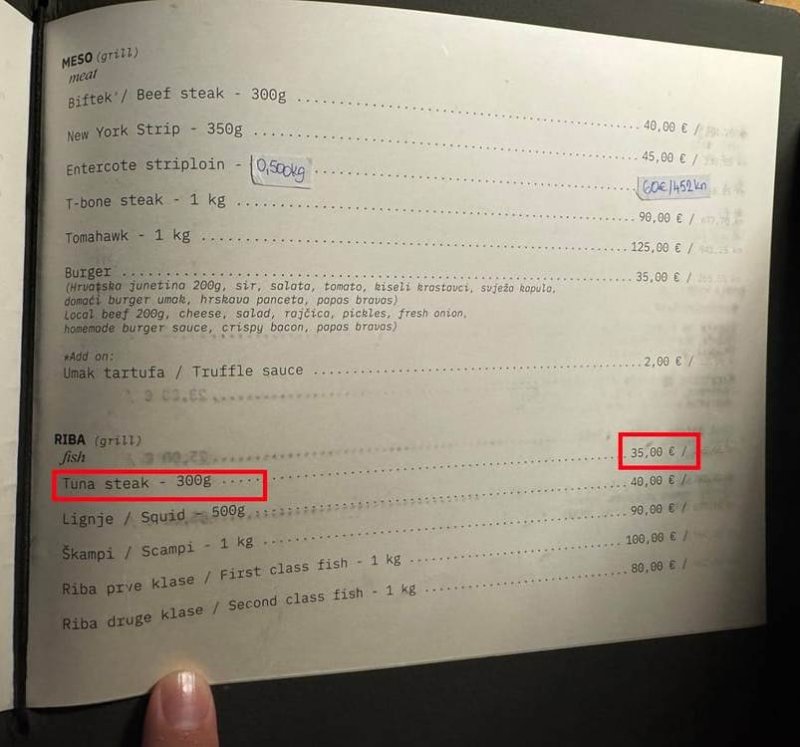 MESO (grill)
meat
Biftek / Beef steak - 300g ........ 40,00 € /
New York Strip - 350g ........ 45,00 € /
Entercote striploin - 0,500kg ........ 60€/452kn
T-bone steak - 1 kg ........ 90,00 € /
Tomahawk - 1 kg ........ 125,00 € /
Burger ........ 35,00 € /
(Hrvatska junetina 200g, sir, salata, tomato, kiseli krastavci, svježa kapula,
domaći burger umak, hrskava panceta, papas bravas)
Local beef 200g, cheese, salad, rajčica, pickles, fresh onion,
homemade burger sauce, crispy bacon, papas bravas)
*Add on:
Umak tartufa / Truffle sauce ........ 2,00 € /
RIBA (grill)
fish
Tuna steak - 300g ........ 35,00 € /
Lignje / Squid - 500g ........ 40,00 € /
Škampi / Scampi - 1 kg ........ 90,00 € /
Riba prve klase / First class fish - 1 kg ........ 100,00 € /
Riba druge klase / Second class fish - 1 kg ........ 80,00 € /